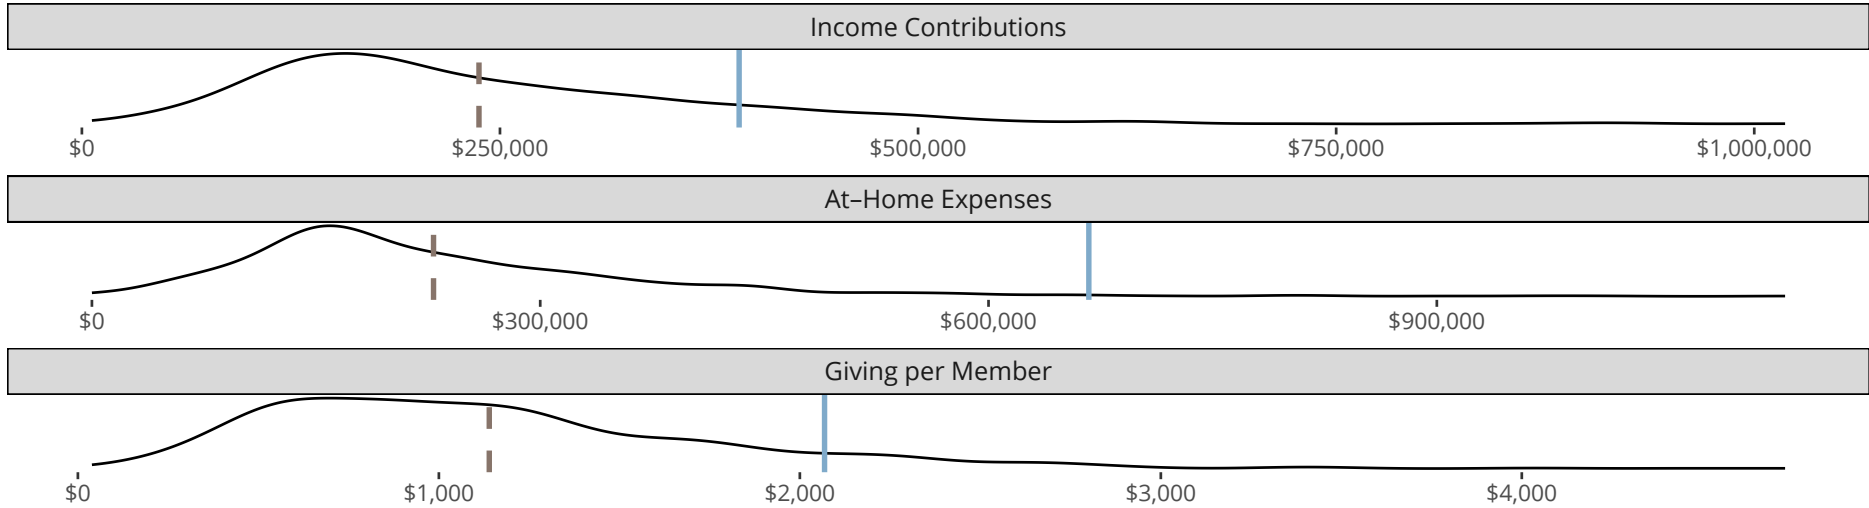 Income Contributions
$0 $250,000 $500,000 $750,000 $1,000,000
At–Home Expenses
$0 $300,000 $600,000 $900,000
Giving per Member
$0 $1,000 $2,000 $3,000 $4,000